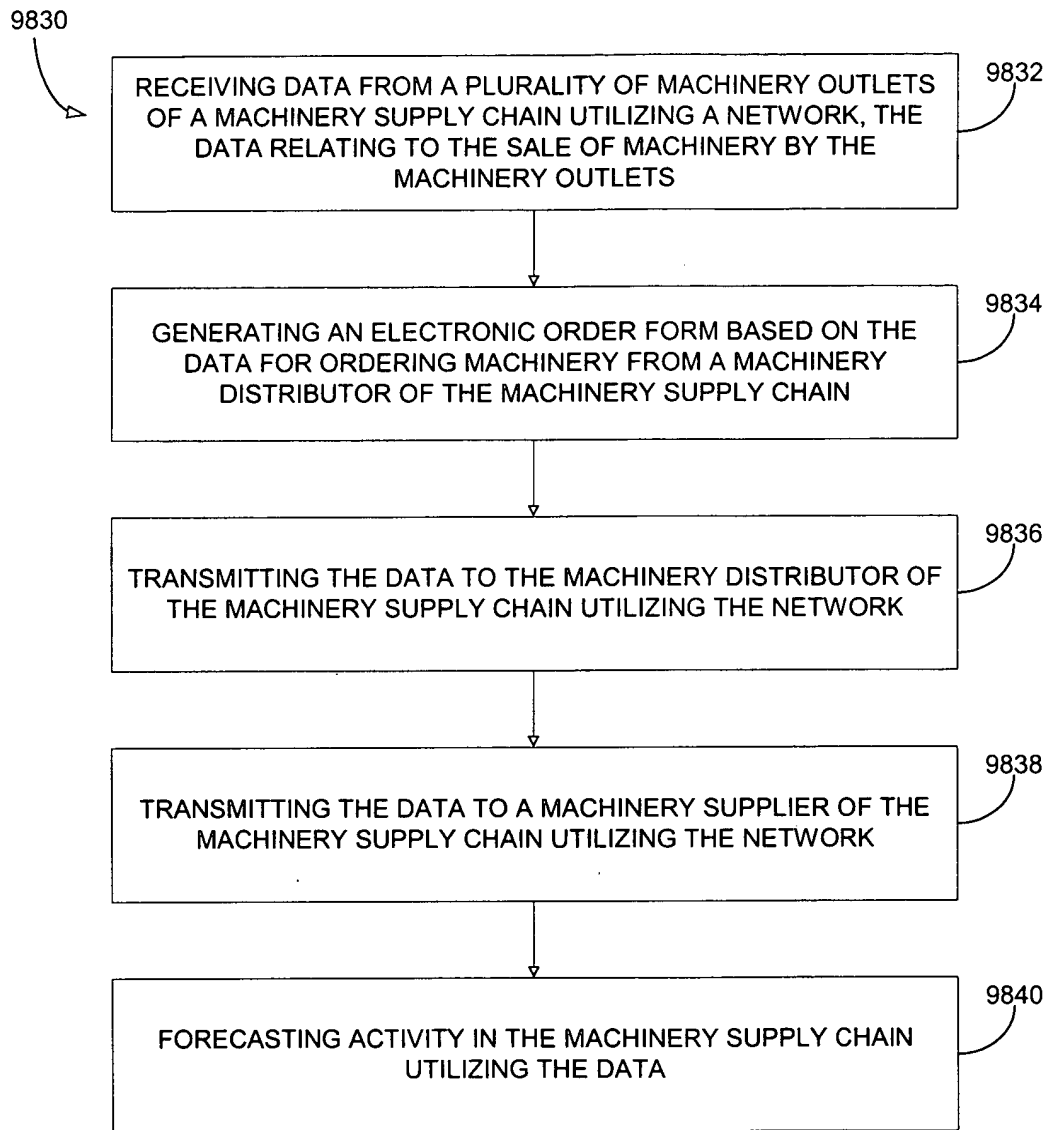 9830
RECEIVING DATA FROM A PLURALITY OF MACHINERY OUTLETS
OF A MACHINERY SUPPLY CHAIN UTILIZING A NETWORK, THE
DATA RELATING TO THE SALE OF MACHINERY BY THE
MACHINERY OUTLETS
9832
GENERATING AN ELECTRONIC ORDER FORM BASED ON THE
DATA FOR ORDERING MACHINERY FROM A MACHINERY
DISTRIBUTOR OF THE MACHINERY SUPPLY CHAIN
9834
TRANSMITTING THE DATA TO THE MACHINERY DISTRIBUTOR OF
THE MACHINERY SUPPLY CHAIN UTILIZING THE NETWORK
9836
TRANSMITTING THE DATA TO A MACHINERY SUPPLIER OF THE
MACHINERY SUPPLY CHAIN UTILIZING THE NETWORK
9838
FORECASTING ACTIVITY IN THE MACHINERY SUPPLY CHAIN
UTILIZING THE DATA
9840